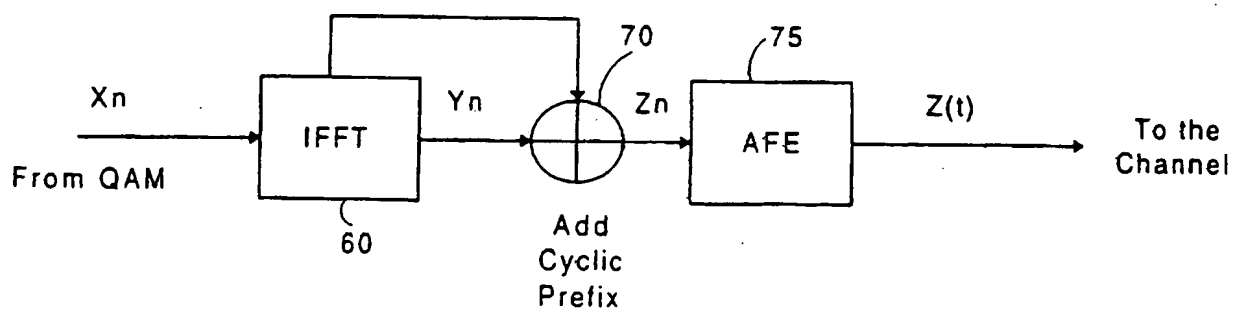 70
75
Xn
Yn
Zn
Z(t)
IFFT
AFE
To the
Channel
From QAM
60
Add
Cyclic
Prefix